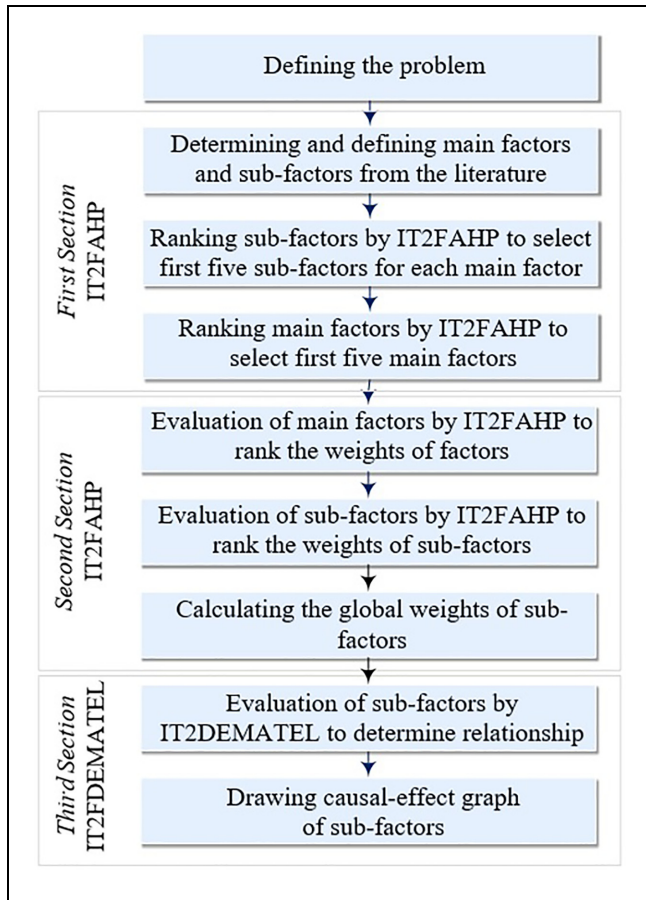 Defining the problem
First Section
IT2FAHP
Determining and defining main factors
and sub-factors from the literature
Ranking sub-factors by IT2FAHP to select
first five sub-factors for each main factor
Ranking main factors by IT2FAHP to
select first five main factors
Second Section
IT2FAHP
Evaluation of main factors by IT2FAHP to
rank the weights of factors
Evaluation of sub-factors by IT2FAHP to
rank the weights of sub-factors
Calculating the global weights of sub-
factors
Third Section
IT2FDEMATEL
Evaluation of sub-factors by
IT2DEMATEL to determine relationship
Drawing causal-effect graph
of sub-factors